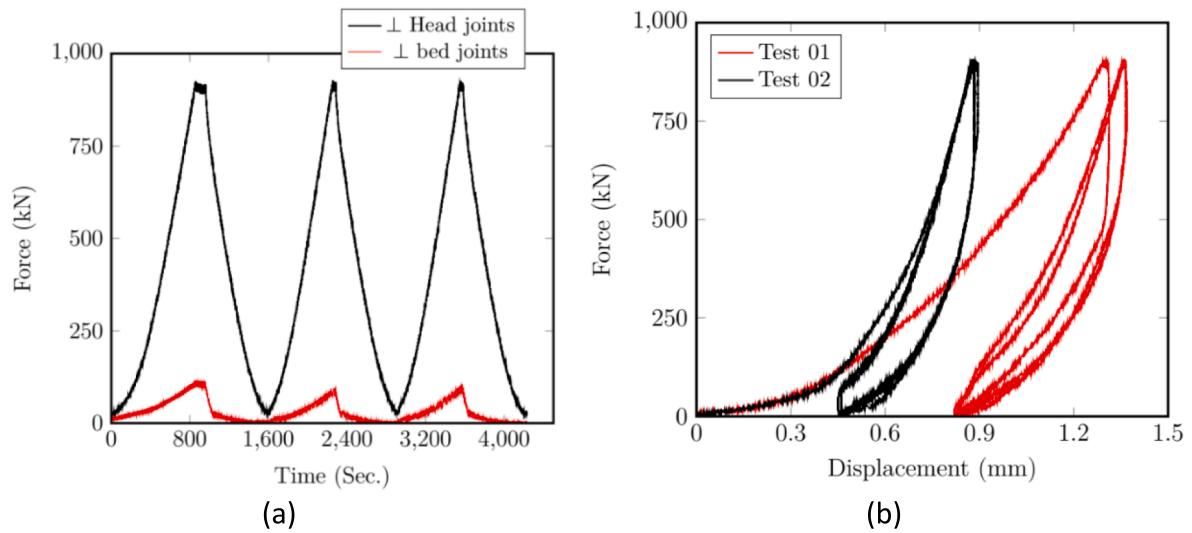 ⊥ Head joints
⊥ bed joints
1,000
750
500
250
0
Force (kN)
0
800
1,600
2,400
3,200
4,000
Time (Sec.)
(a)
Test 01
Test 02
1,000
750
500
250
0
Force (kN)
0
0.3
0.6
0.9
1.2
1.5
Displacement (mm)
(b)